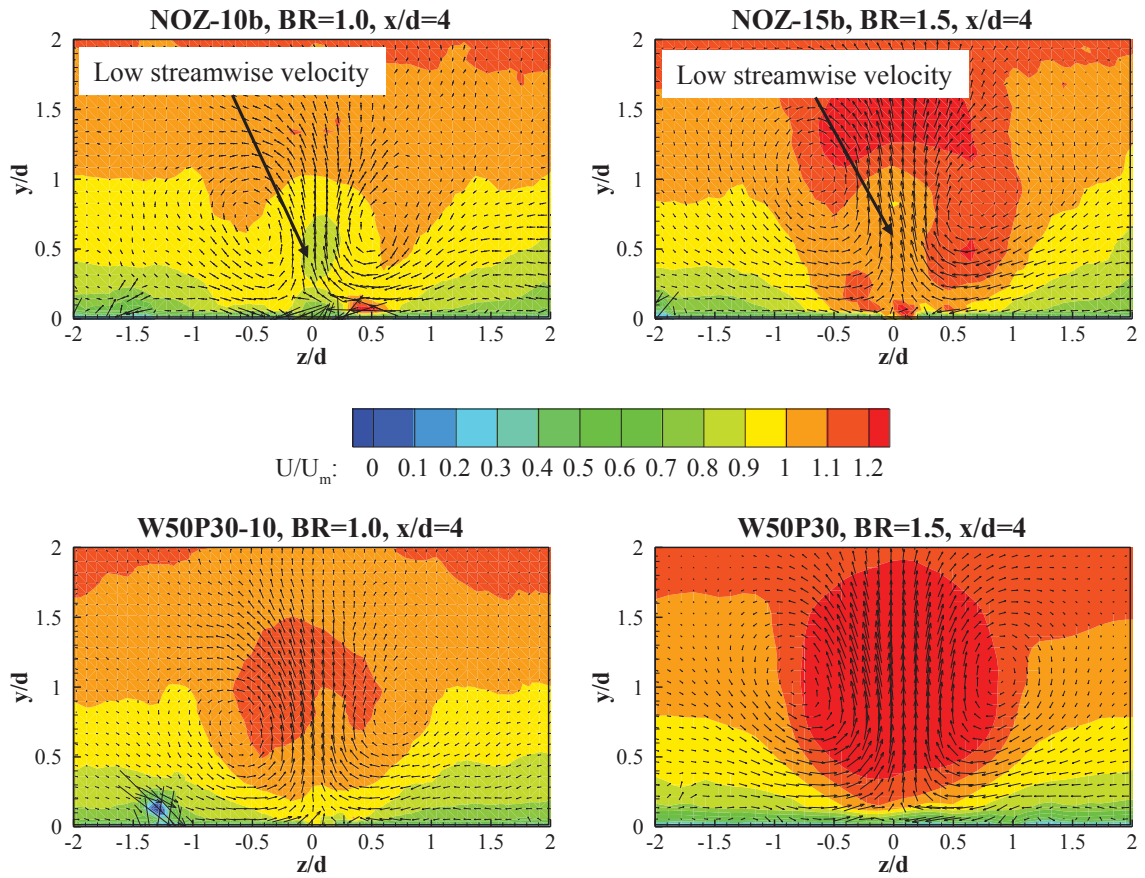 NOZ-10b, BR=1.0, x/d=4
2
1.5
1
0.5
0
y/d
Low streamwise velocity
-2 -1.5 -1 -0.5 0 0.5 1 1.5 2
z/d
NOZ-15b, BR=1.5, x/d=4
2
1.5
1
0.5
0
y/d
Low streamwise velocity
-2 -1.5 -1 -0.5 0 0.5 1 1.5 2
z/d
U/Um: 0 0.1 0.2 0.3 0.4 0.5 0.6 0.7 0.8 0.9 1 1.1 1.2
W50P30-10, BR=1.0, x/d=4
2
1.5
1
0.5
0
y/d
-2 -1.5 -1 -0.5 0 0.5 1 1.5 2
z/d
W50P30, BR=1.5, x/d=4
2
1.5
1
0.5
0
y/d
-2 -1.5 -1 -0.5 0 0.5 1 1.5 2
z/d